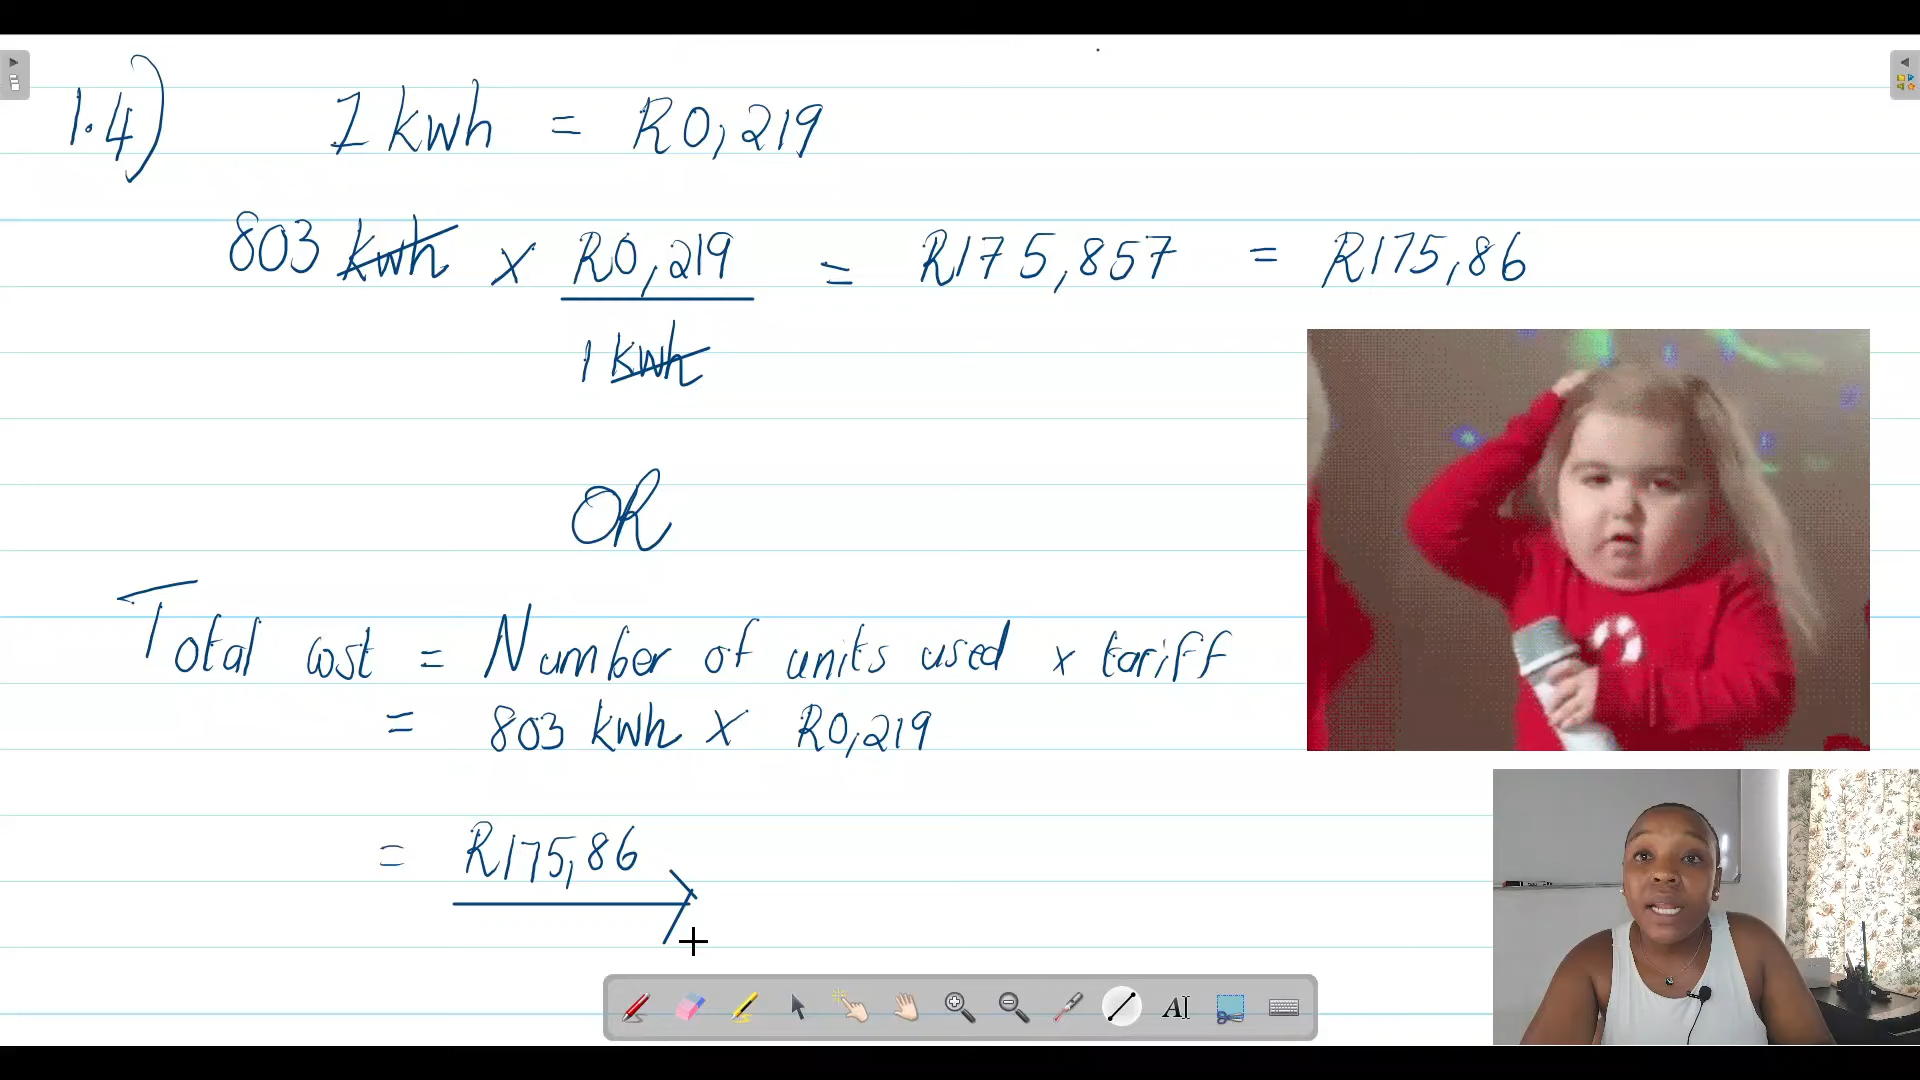 1.4) 1 kwh = R0,219
803 kwh x R0,219 = R175,857 = R175,86
1 kwh
OR
Total cost = Number of units used x tariff
= 803 kwh x R0,219
= R175,86
AI